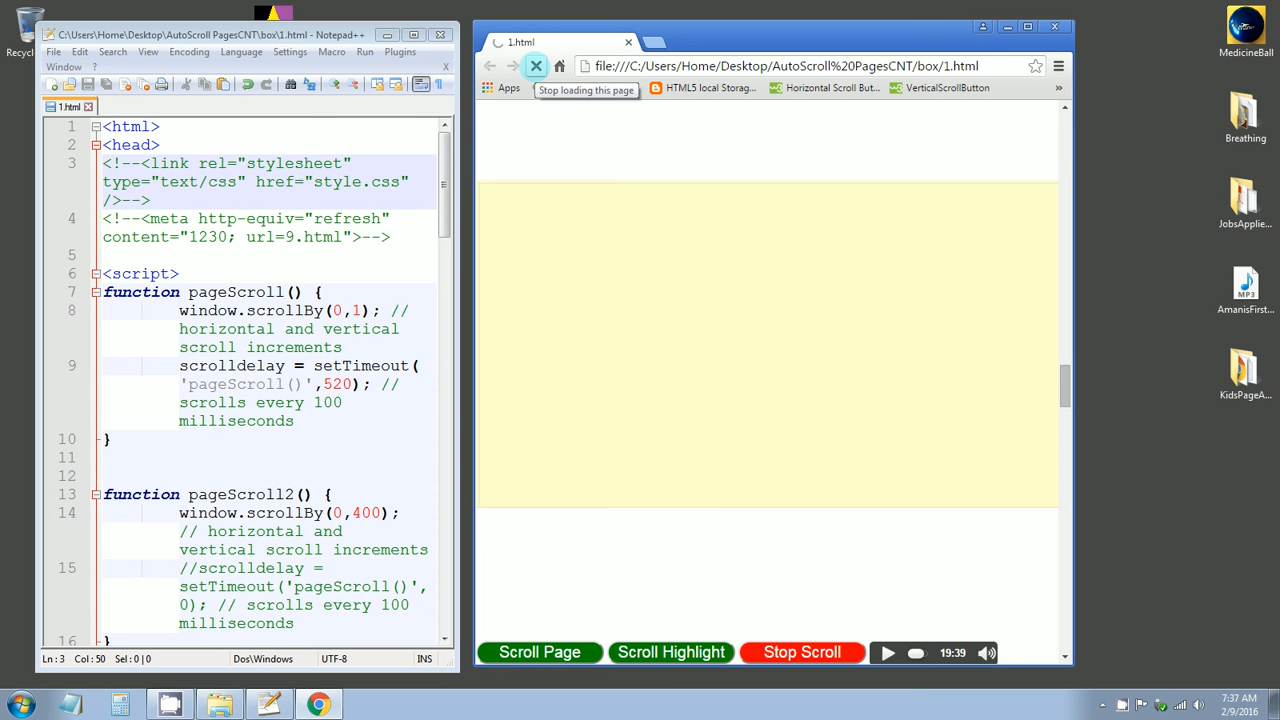 Recycl
C:\Users\Home\Desktop\AutoScroll PagesCNT\box\1.html - Notepad++
File Edit Search View Encoding Language Settings Macro Run Plugins
Window ?
1.html
1 <html>
2 <head>
3 <!--<link rel="stylesheet"
type="text/css" href="style.css"
/>-->
4 <!--<meta http-equiv="refresh"
content="1230; url=9.html">-->
5
6 <script>
7 function pageScroll() {
8 window.scrollBy(0,1); //
horizontal and vertical
scroll increments
9 scrolldelay = setTimeout(
'pageScroll()',520); //
scrolls every 100
milliseconds
10 }
11
12
13 function pageScroll2() {
14 window.scrollBy(0,400);
// horizontal and
vertical scroll increments
15 //scrolldelay =
setTimeout('pageScroll()',
0); // scrolls every 100
milliseconds
16 }
Ln:3 Col:50 Sel:0|0 Dos\Windows UTF-8 INS
1.html
file:///C:/Users/Home/Desktop/AutoScroll%20PagesCNT/box/1.html
Stop loading this page
Apps HTML5 local Storag... Horizontal Scroll But... VerticalScrollButton »
Scroll Page Scroll Highlight Stop Scroll 19:39
MedicineBall
Breathing
JobsApplie...
MP3
AmanisFirst...
KidsPageA...
7:37 AM
2/9/2016